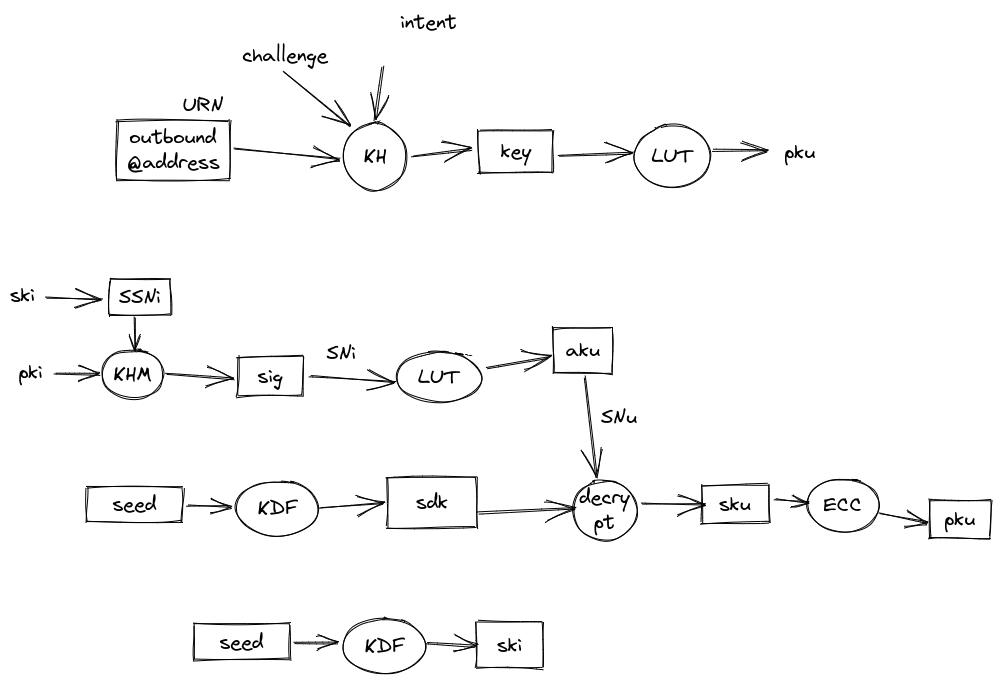 intent
challenge
URN
outbound
@address
KH
key
LUT
pku
ski
SSNi
pki
KHM
sig
SNi
LUT
aku
SNu
seed
KDF
sdk
decry
pt
sku
ECC
pku
seed
KDF
ski